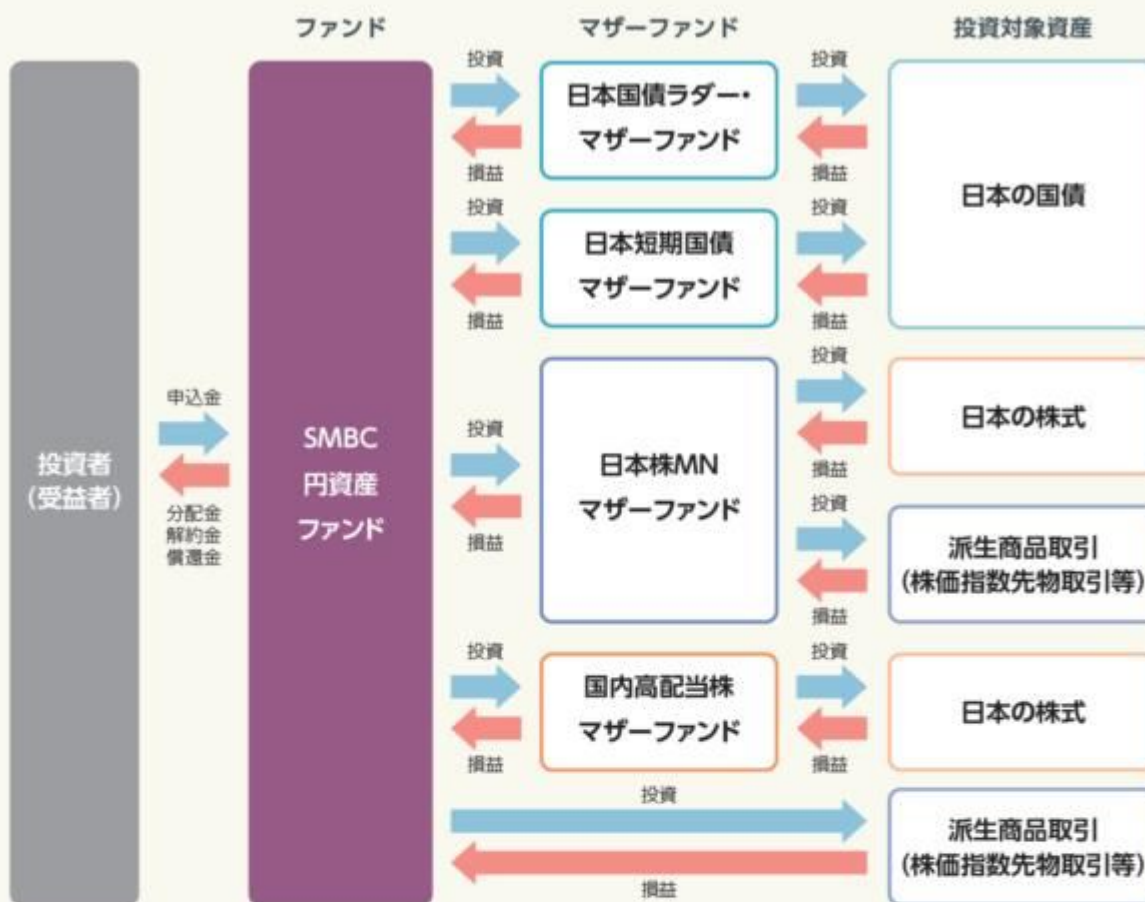 ファンド
マザーファンド
投資対象資産
投資者
(受益者)
申込金
分配金
解約金
償還金
SMBC
円資産
ファンド
投資
損益
日本国債ラダー・
マザーファンド
投資
損益
日本の国債
投資
損益
日本短期国債
マザーファンド
投資
損益
投資
損益
日本株MN
マザーファンド
投資
損益
日本の株式
投資
損益
派生商品取引
(株価指数先物取引等)
投資
損益
国内高配当株
マザーファンド
投資
損益
日本の株式
投資
損益
派生商品取引
(株価指数先物取引等)